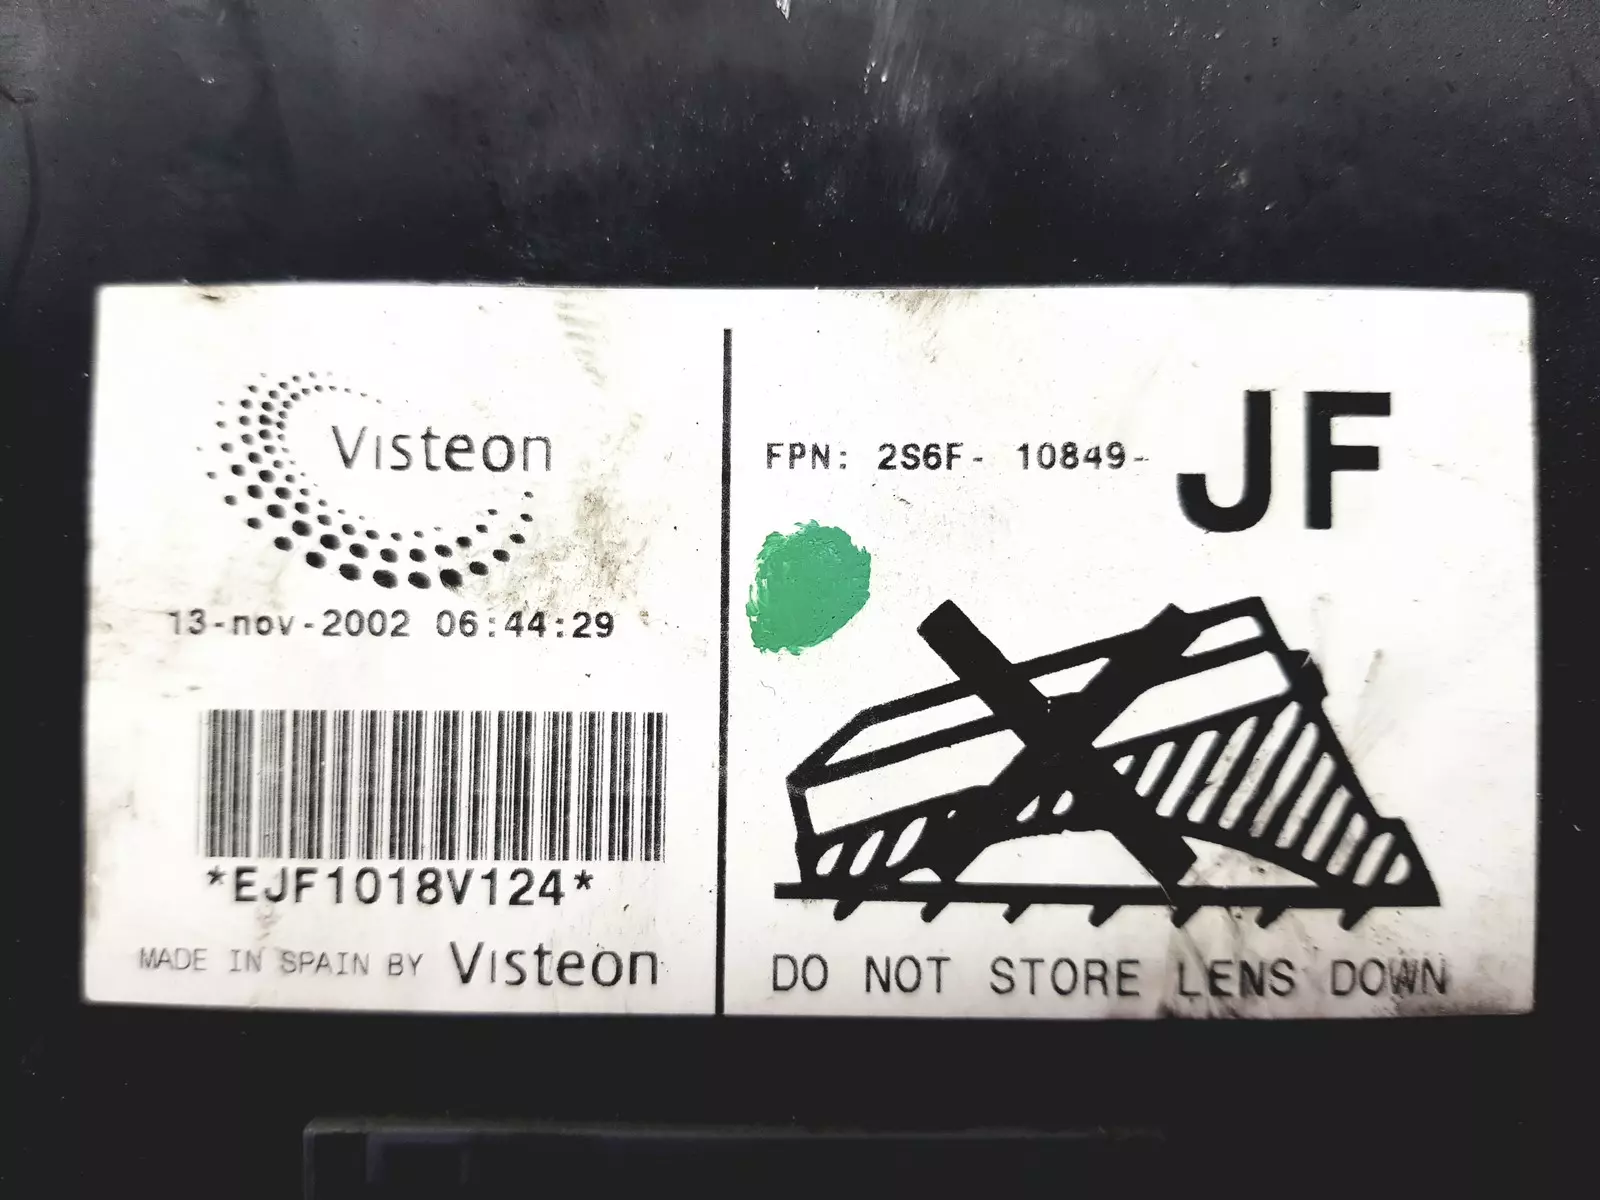 Visteon
13-nov-2002 06:44:29
*EJF1018V124*
MADE IN SPAIN BY Visteon
FPN: 2S6F- 10849- JF
DO NOT STORE LENS DOWN